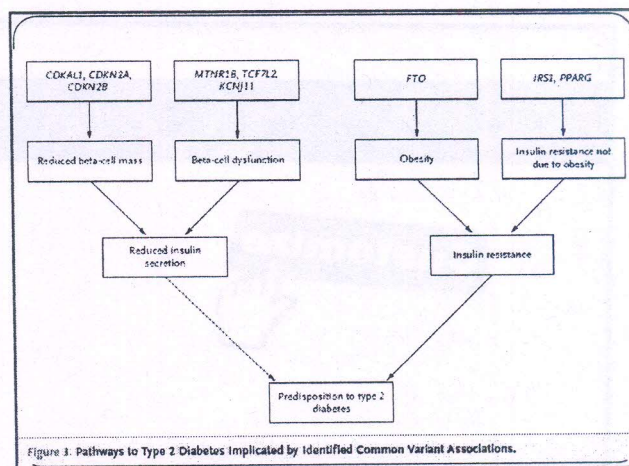 CDKAL1, CDKN2A,
CDKN2B
MTNR1B, TCF7L2,
KCNJ11
FTO
IRS1, PPARG
Reduced beta-cell mass
Beta-cell dysfunction
Obesity
Insulin resistance not
due to obesity
Reduced insulin
secretion
Insulin resistance
Predisposition to type 2
diabetes
Figure 3. Pathways to Type 2 Diabetes Implicated by Identified Common Variant Associations.